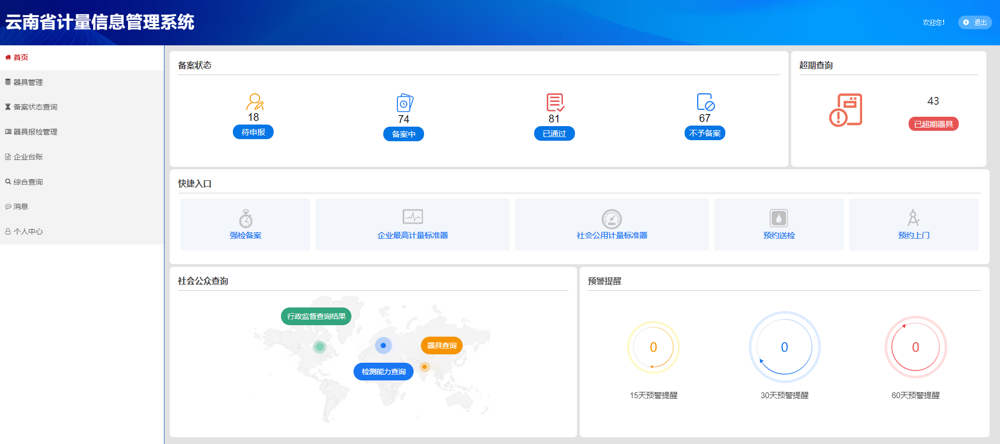 云南省计量信息管理系统
欢迎您!
退出
首页
器具管理
备案状态查询
器具报检管理
企业台账
综合查询
消息
个人中心
备案状态
18
待申报
74
备案中
81
已通过
67
不予备案
超期查询
43
已超期器具
快捷入口
强检备案
企业最高计量标准器
社会公用计量标准器
预约送检
预约上门
社会公众查询
行政监督查询结果
器具查询
检测能力查询
预警提醒
0
15天预警提醒
0
30天预警提醒
0
60天预警提醒